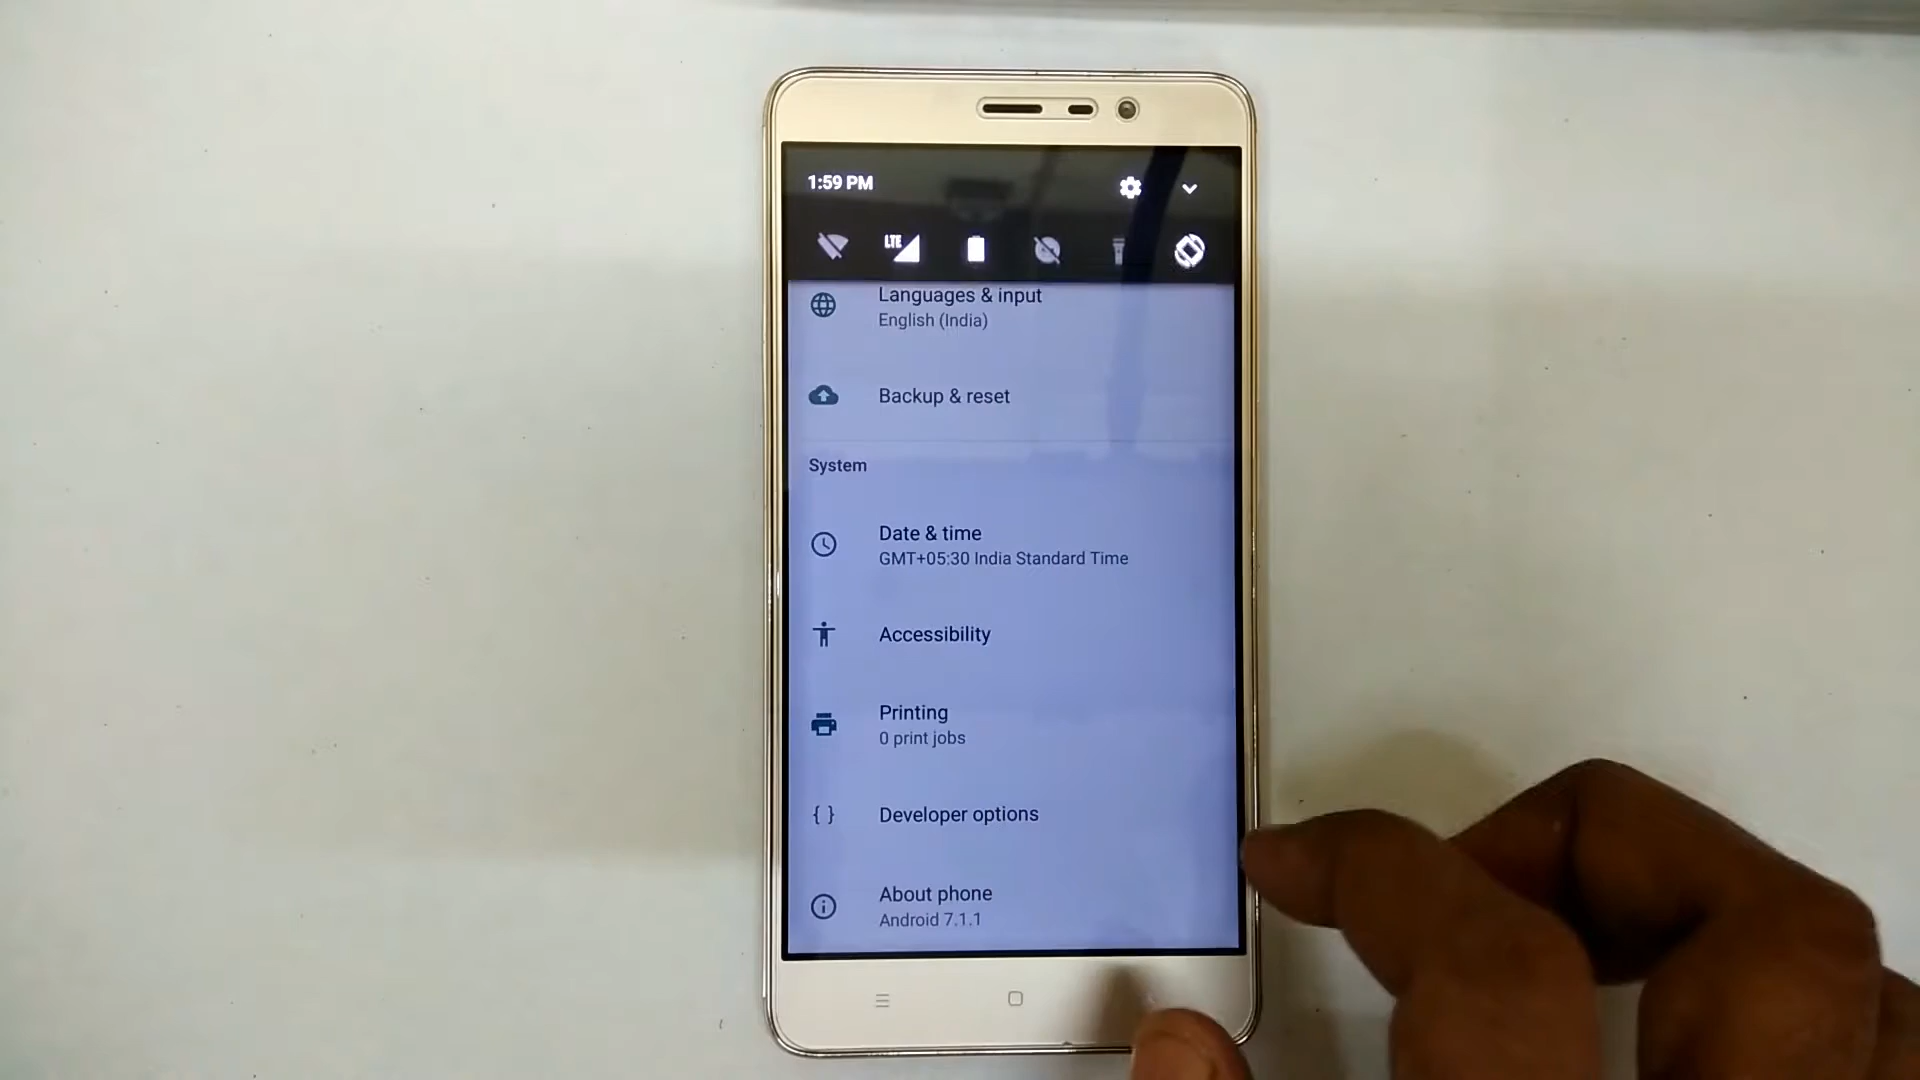 1:59 PM
LTE
Languages & input
English (India)
Backup & reset
System
Date & time
GMT+05:30 India Standard Time
Accessibility
Printing
0 print jobs
{ } Developer options
About phone
Android 7.1.1